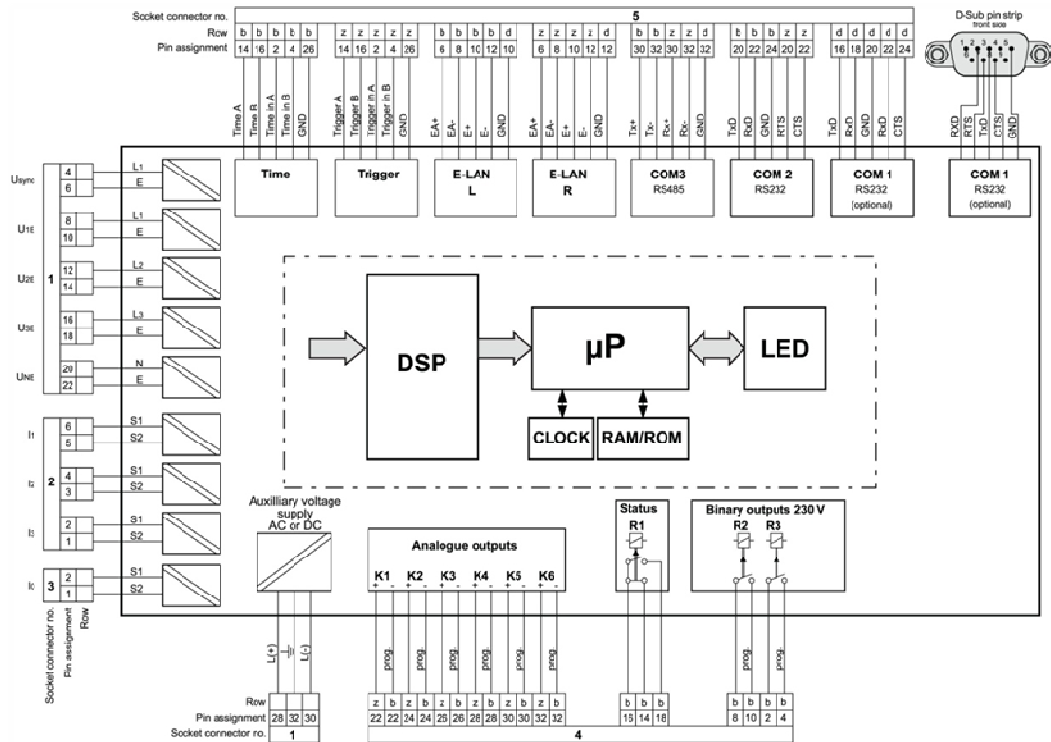 Socket connector no. 5
Row b b b b b z z z z z b b b b d z z z z d b b z z d b b b z z d d d d d
Pin assignment 14 16 2 4 26 14 16 2 4 26 6 8 10 12 10 6 8 10 12 12 30 32 30 32 32 20 22 24 20 22 16 18 20 22 24
D-Sub pin strip
front side
1 2 3 4 5
Time A Time B Time in A Time in B GND
Trigger A Trigger B Trigger in A Trigger in B GND
EA+ EA- E+ E- GND
EA+ EA- E+ E- GND
Tx+ Tx- Rx+ Rx- GND
TxD RxD GND RTS CTS
TxD RxD GND RxD CTS
RXD RTS TxD CTS GND
Time Trigger E-LAN E-LAN COM3 COM 2 COM 1 COM 1
L R RS485 RS232 RS232 RS232
(optional) (optional)
Usync 4 L1
6 E
U1E 8 L1
10 E
U2E 12 L2
1 14 E
U3E 16 L3
18 E
UNE 20 N
22 E
I1 6 S1
5 S2
I2 2 4 S1
3 S2
I3 2 S1
1 S2
I0 3 2 S1
1 S2
Socket connector no.
Pin assignment
Row
DSP
µP
LED
CLOCK
RAM/ROM
Auxilliary voltage
supply
AC or DC
Analogue outputs
K1 K2 K3 K4 K5 K6
+ - + - + - + - + - + -
Status
R1
Binary outputs 230 V
R2 R3
L(+) L(-)
prog. prog. prog. prog. prog. prog. prog. prog.
Row z b z b z b z b z b z b b b b b b b b
Pin assignment 28 32 30 22 22 24 24 26 26 28 28 30 30 32 32 16 14 18 8 10 2 4
Socket connector no. 1 4